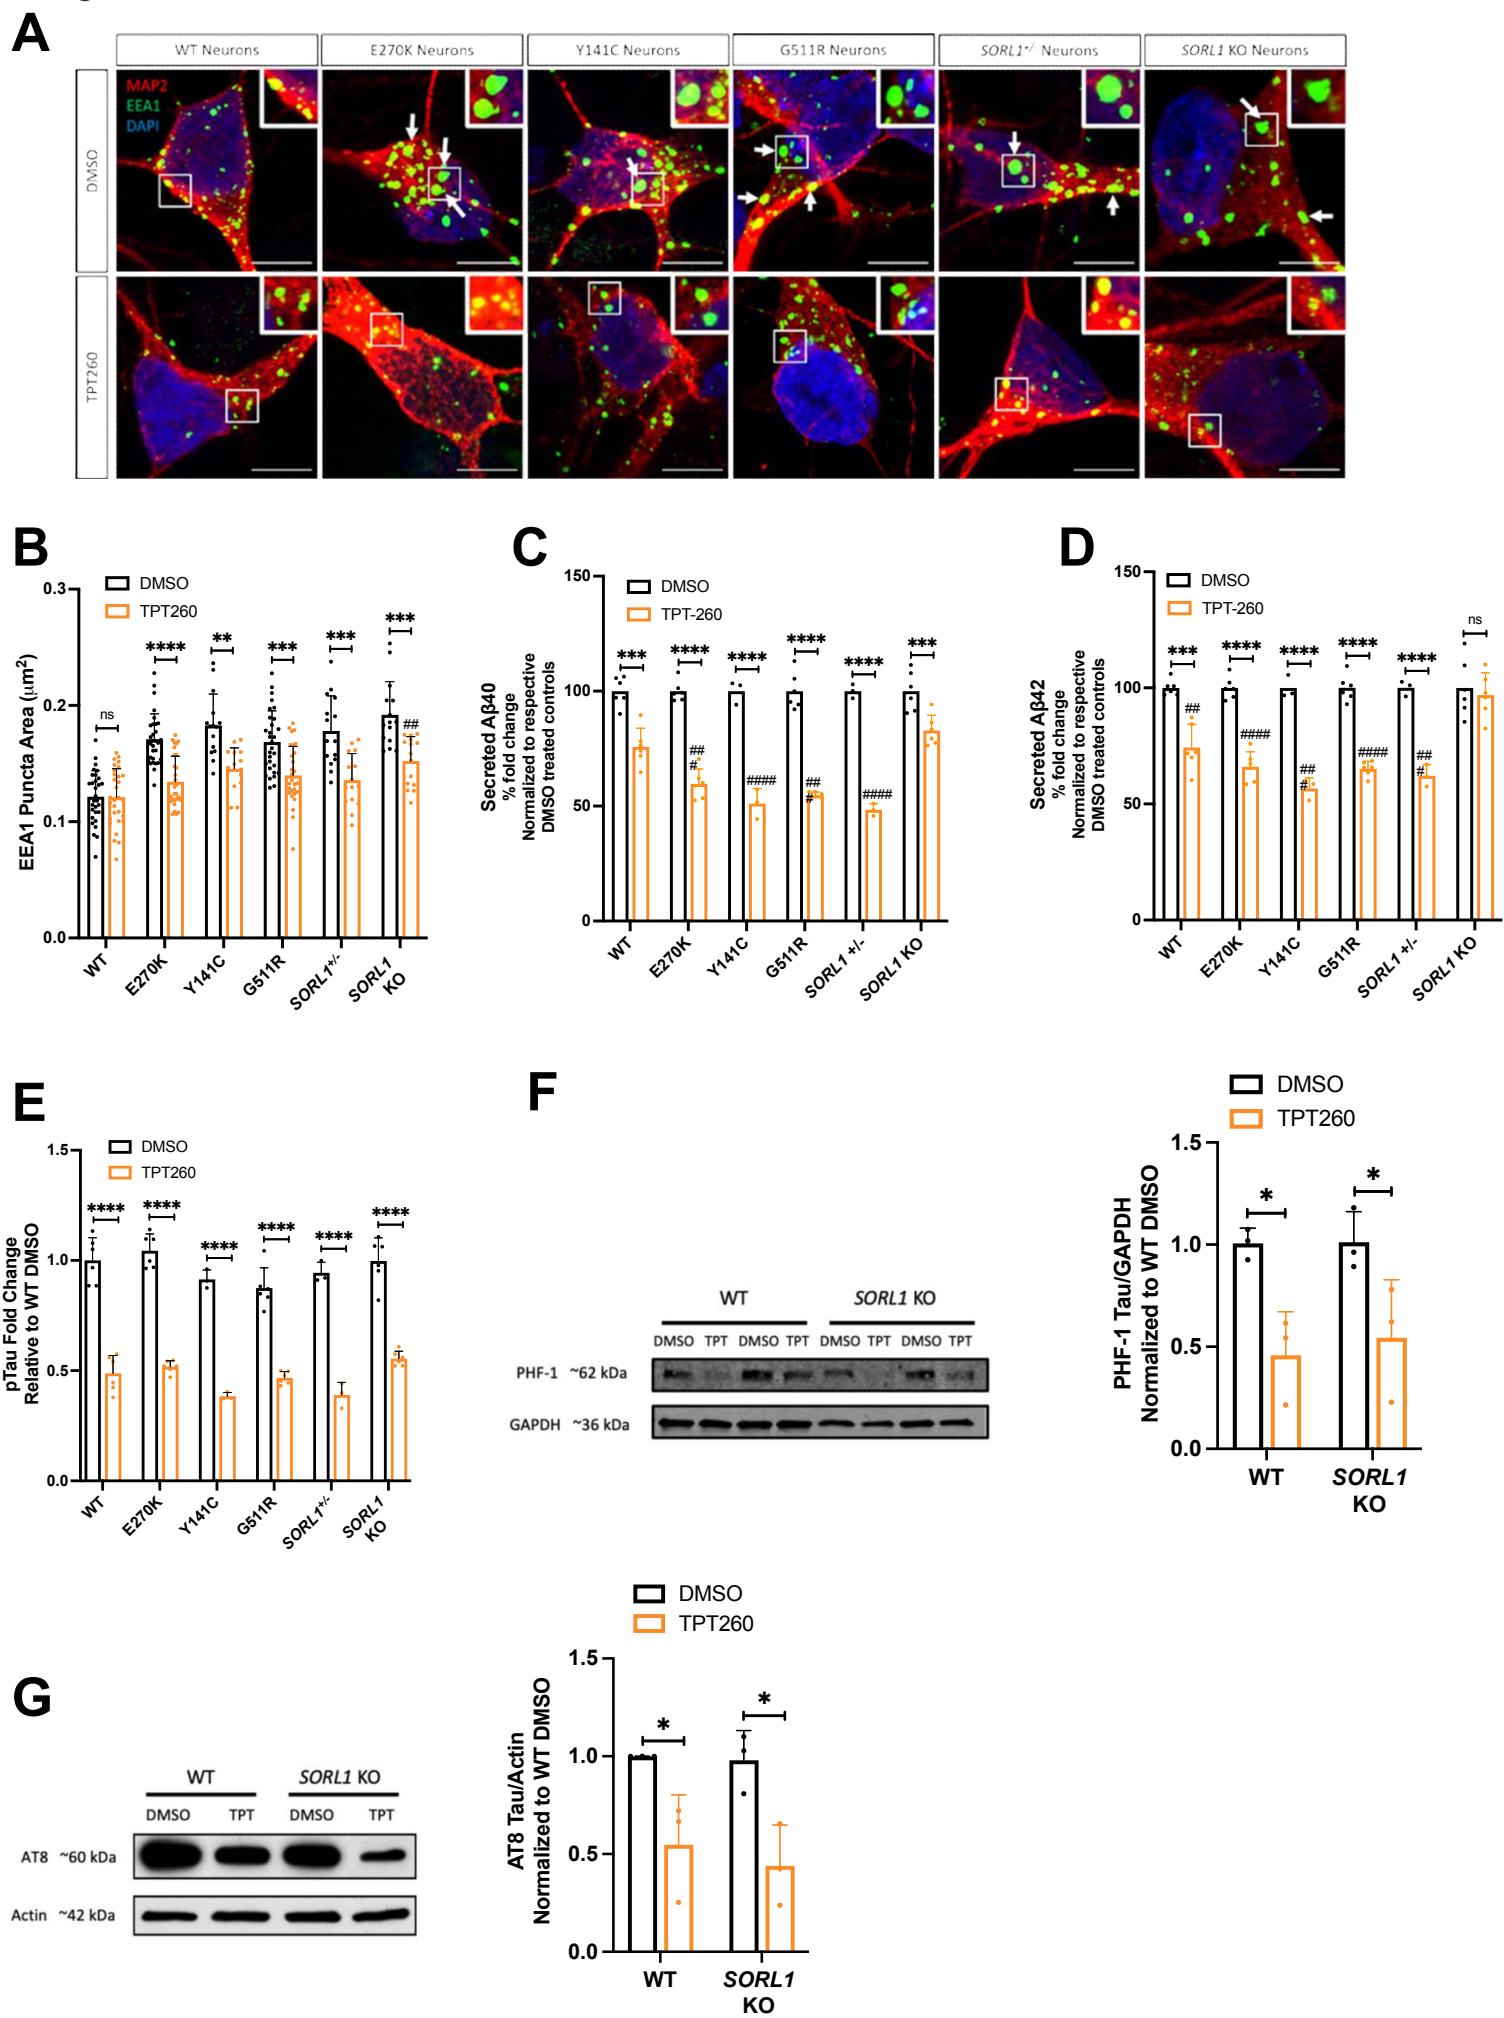 A
WT Neurons
E270K Neurons
Y141C Neurons
G511R Neurons
SORL1+/- Neurons
SORL1 KO Neurons
DMSO
MAP2
EEA1
DAPI
TPT260
B
EEA1 Puncta Area (μm2)
DMSO
TPT260
0.3
0.2
0.1
0.0
ns
****
**
***
***
***
##
WT
E270K
Y141C
G511R
SORL1+/-
SORL1
KO
C
Secreted Aβ40
% fold change
Normalized to respective
DMSO treated controls
DMSO
TPT-260
150
100
50
0
***
****
****
****
****
***
##
#
####
##
#
####
WT
E270K
Y141C
G511R
SORL1 +/-
SORL1 KO
D
Secreted Aβ42
% fold change
Normalized to respective
DMSO treated controls
DMSO
TPT-260
150
100
50
0
***
****
****
****
****
ns
##
####
##
#
####
##
#
WT
E270K
Y141C
G511R
SORL1 +/-
SORL1 KO
E
pTau Fold Change
Relative to WT DMSO
DMSO
TPT260
1.5
1.0
0.5
0.0
****
****
****
****
****
****
WT
E270K
Y141C
G511R
SORL1+/-
SORL1
KO
F
WT
SORL1 KO
DMSO TPT DMSO TPT DMSO TPT DMSO TPT
PHF-1 ~62 kDa
GAPDH ~36 kDa
DMSO
TPT260
PHF-1 Tau/GAPDH
Normalized to WT DMSO
1.5
1.0
0.5
0.0
*
*
WT
SORL1
KO
G
WT
SORL1 KO
DMSO TPT DMSO TPT
AT8 ~60 kDa
Actin ~42 kDa
DMSO
TPT260
AT8 Tau/Actin
Normalized to WT DMSO
1.5
1.0
0.5
0.0
*
*
WT
SORL1
KO